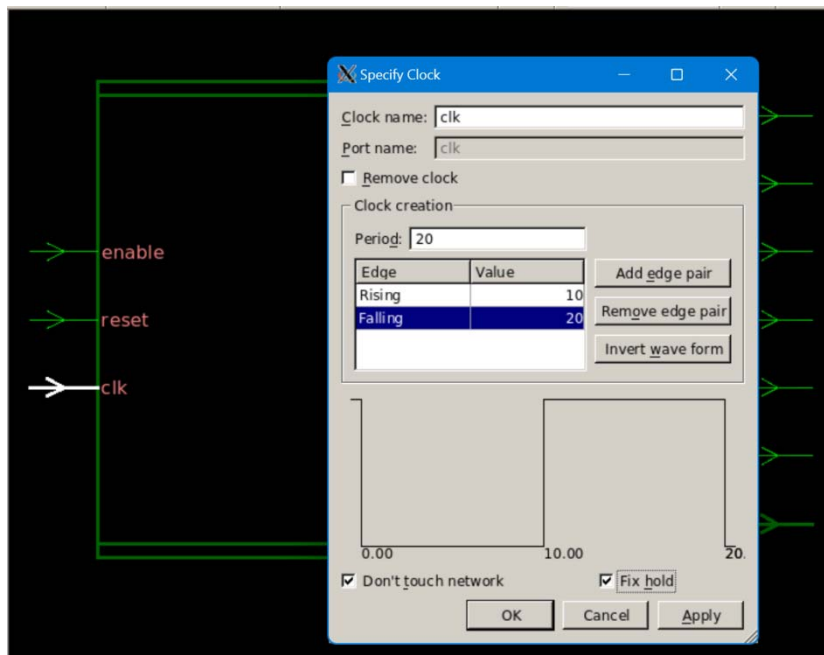 Specify Clock
Clock name: clk
Port name: clk
Remove clock
Clock creation
Period: 20
Edge Value
Rising 10
Falling 20
Add edge pair
Remove edge pair
Invert wave form
enable
reset
clk
0.00 10.00 20.
Don't touch network Fix hold
OK Cancel Apply